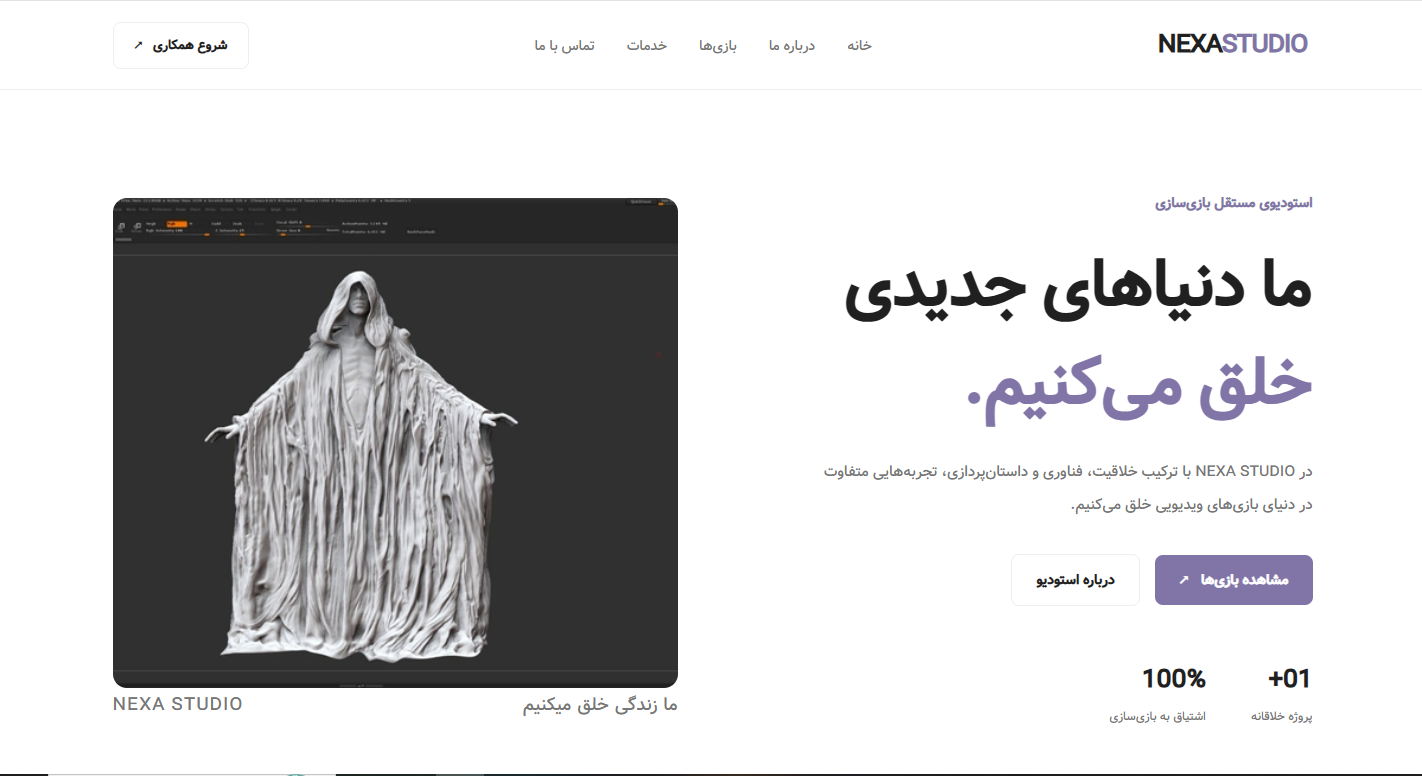 NEXASTUDIO
خانه
درباره ما
بازی‌ها
خدمات
تماس با ما
شروع همکاری ↗
استودیوی مستقل بازی‌سازی
ما دنیاهای جدیدی
خلق می‌کنیم.
در NEXA STUDIO با ترکیب خلاقیت، فناوری و داستان‌پردازی، تجربه‌هایی متفاوت
در دنیای بازی‌های ویدیویی خلق می‌کنیم.
مشاهده بازی‌ها ↗
درباره استودیو
+01
پروژه خلاقانه
100%
اشتیاق به بازی‌سازی
ما زندگی خلق میکنیم
NEXA STUDIO